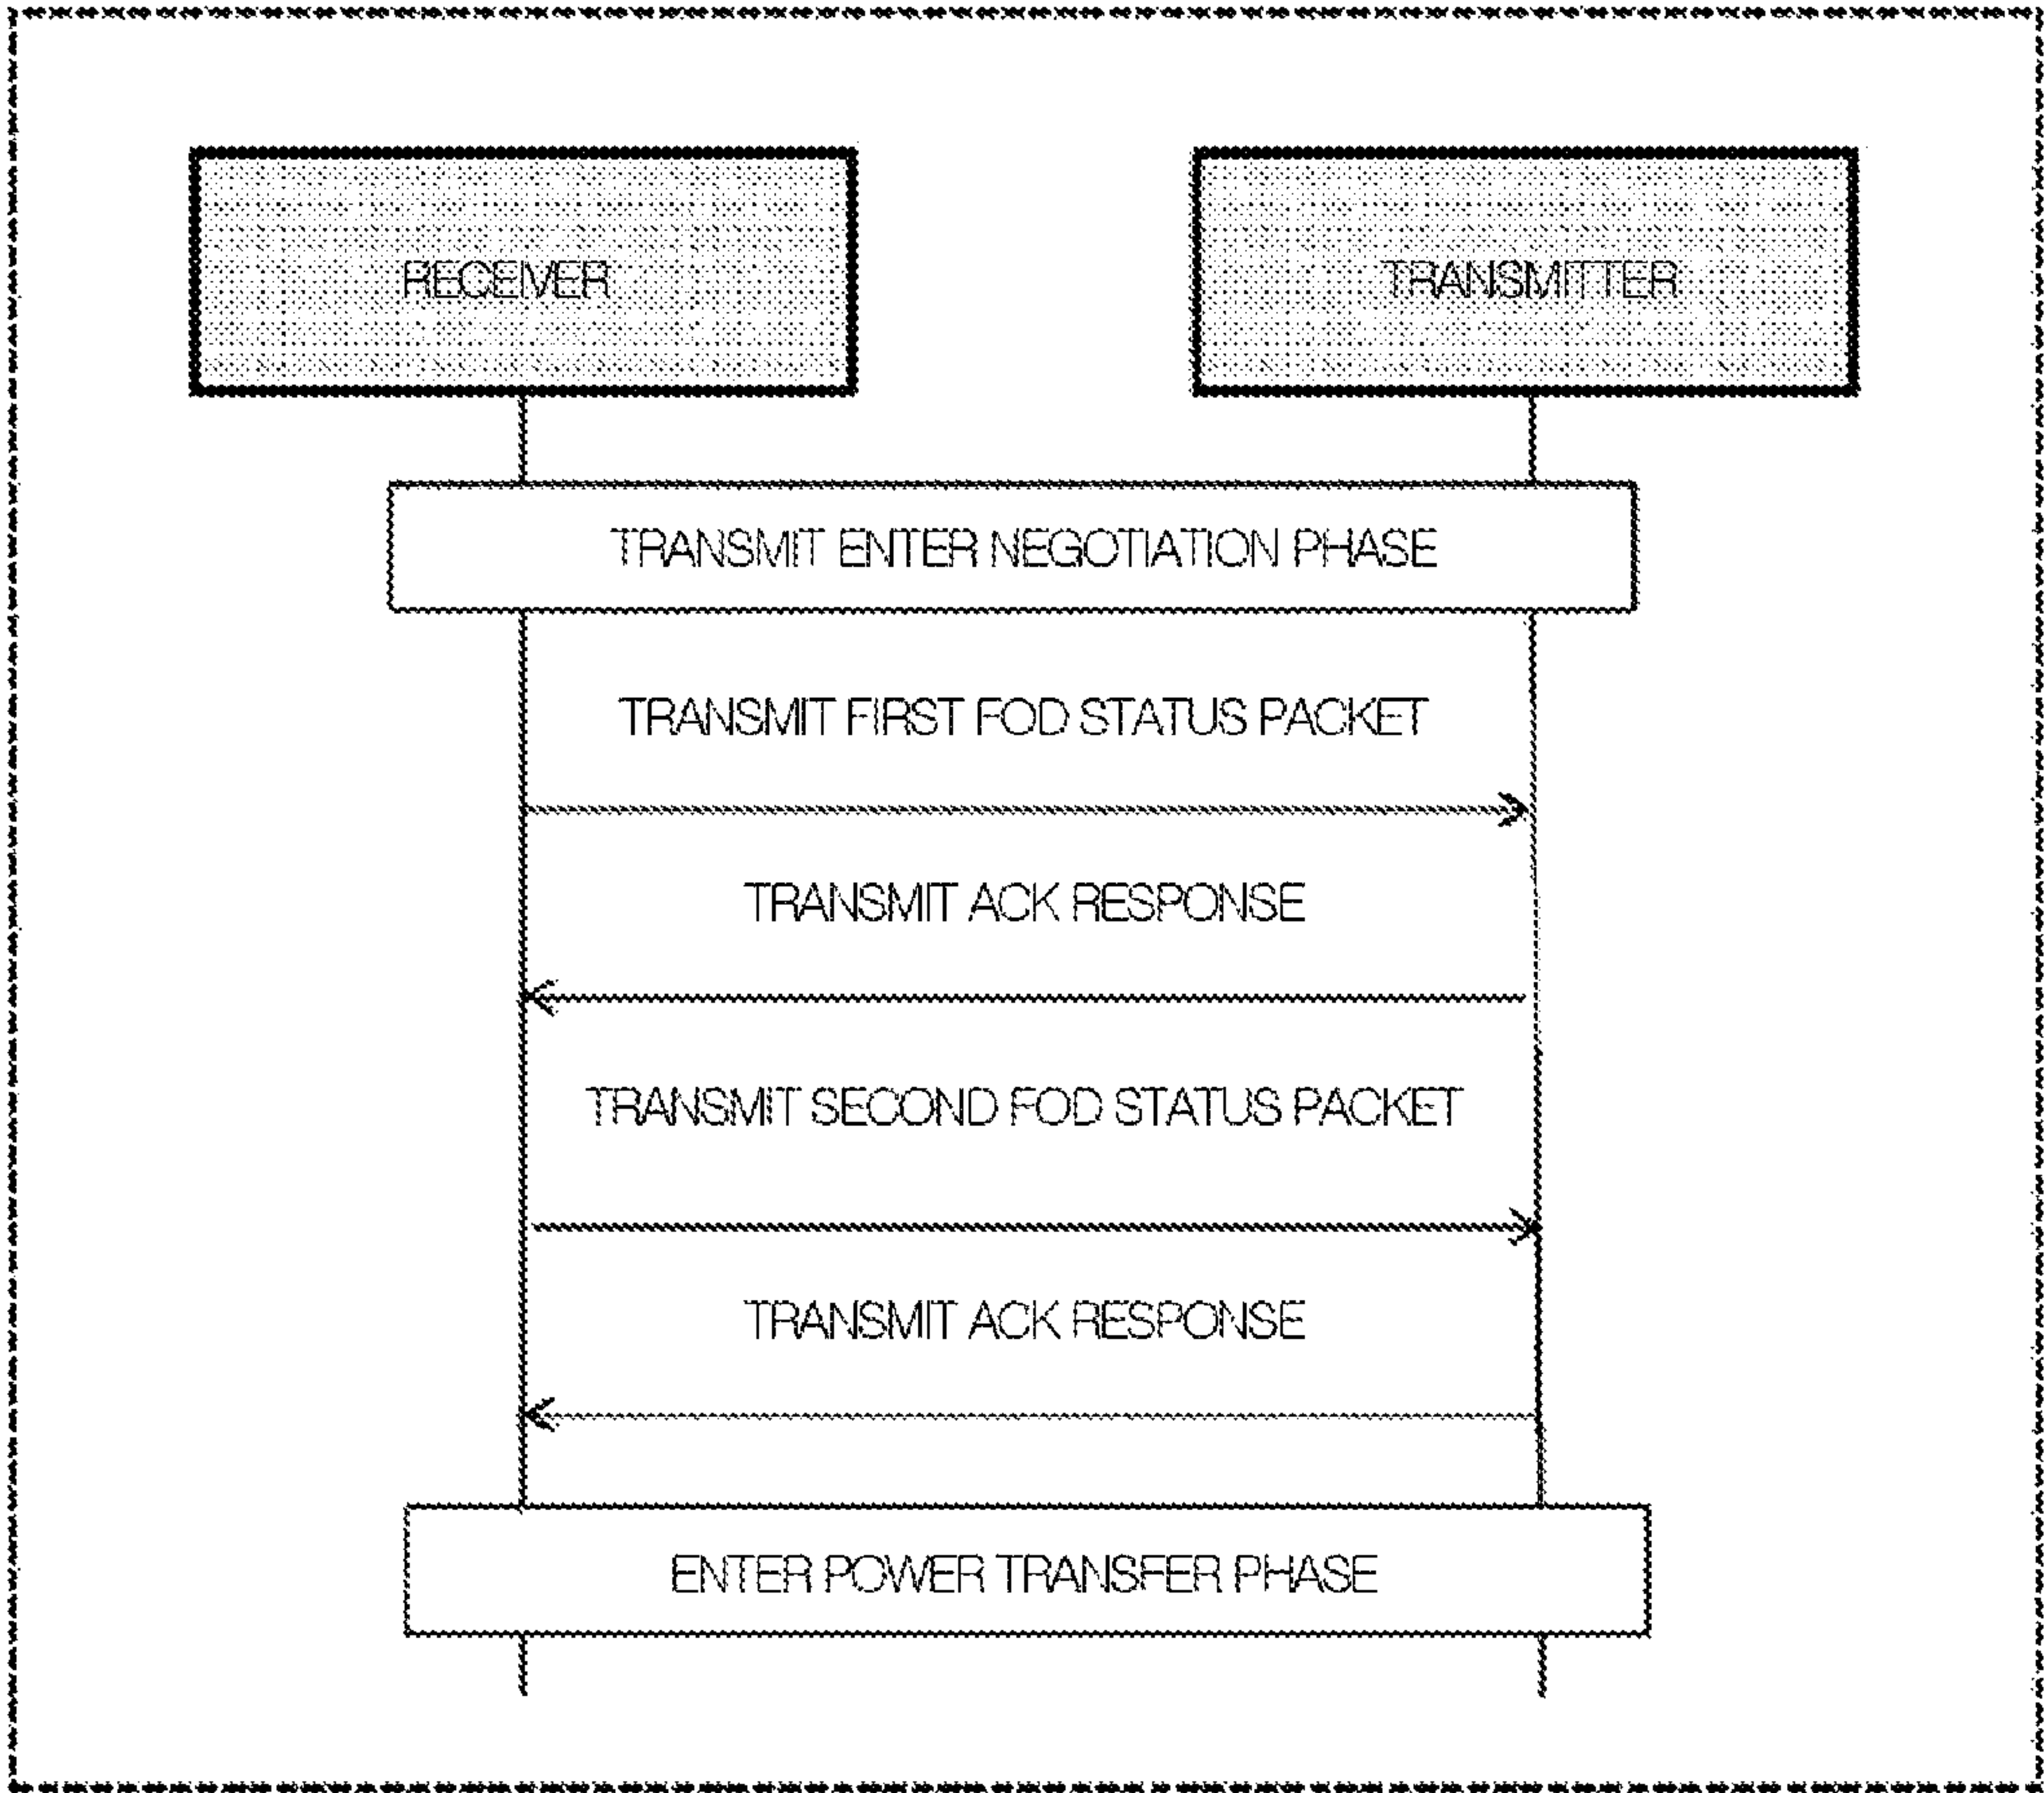 RECEIVER
TRANSMITTER
TRANSMIT ENTER NEGOTIATION PHASE
TRANSMIT FIRST FOD STATUS PACKET
TRANSMIT ACK RESPONSE
TRANSMIT SECOND FOD STATUS PACKET
TRANSMIT ACK RESPONSE
ENTER POWER TRANSFER PHASE